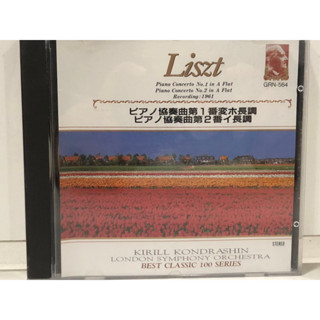 Liszt
Piano Concerto No.1 in A Flat
Piano Concerto No.2 in A Flat
Recording:1961
GRN-564
ピアノ協奏曲第1番変ホ長調
ピアノ協奏曲第2番イ長調
STEREO
KIRILL KONDRASHIN
LONDON SYMPHONY ORCHESTRA
BEST CLASSIC 100 SERIES